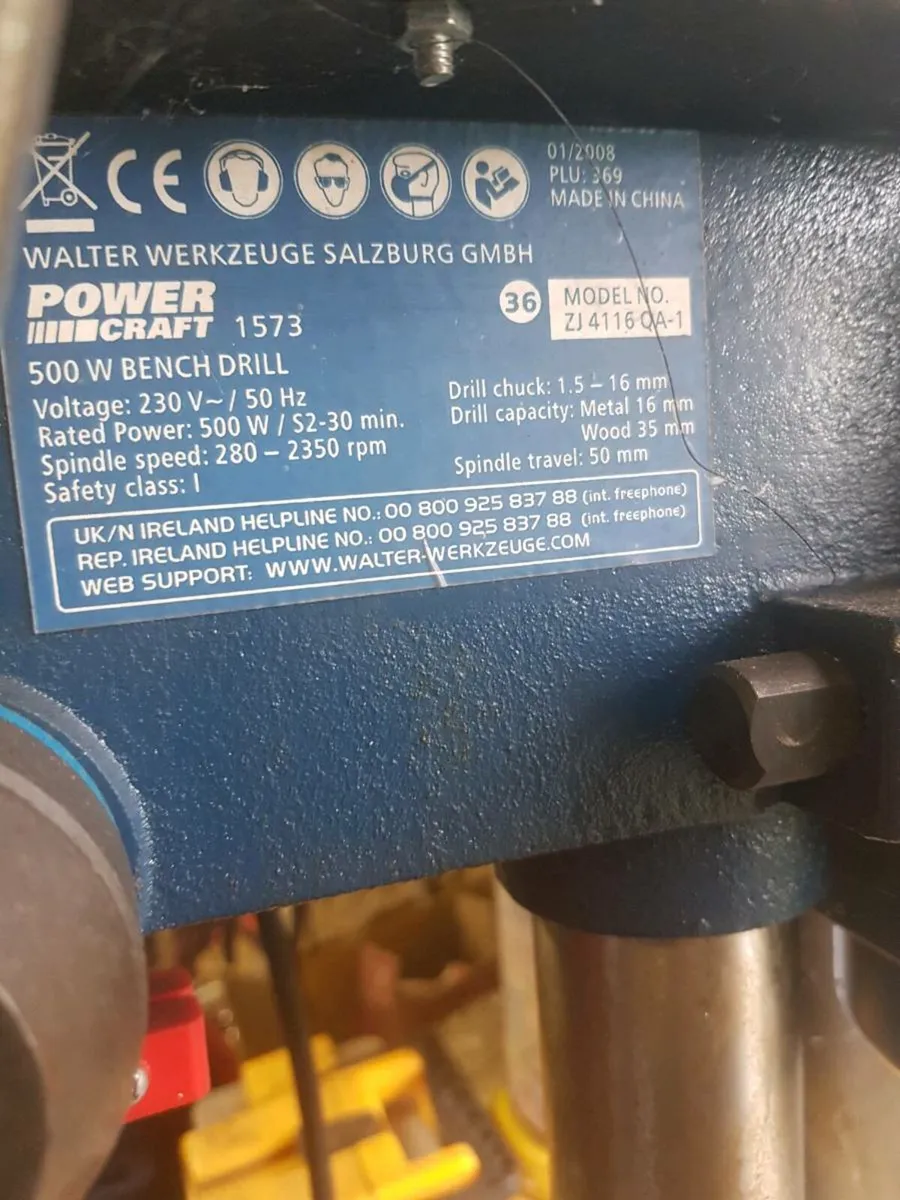 01/2008
PLU: 369
MADE IN CHINA
CE
WALTER WERKZEUGE SALZBURG GMBH
POWER
CRAFT 1573
36 MODEL NO.
ZJ 4116 QA-1
500 W BENCH DRILL
Voltage: 230 V~/ 50 Hz
Rated Power: 500 W / S2-30 min.
Spindle speed: 280 – 2350 rpm
Safety class: I
Drill chuck: 1.5 – 16 mm
Drill capacity: Metal 16 mm
Wood 35 mm
Spindle travel: 50 mm
UK/N IRELAND HELPLINE NO.: 00 800 925 837 88 (int. freephone)
REP. IRELAND HELPLINE NO.: 00 800 925 837 88 (int. freephone)
WEB SUPPORT: WWW.WALTER-WERKZEUGE.COM